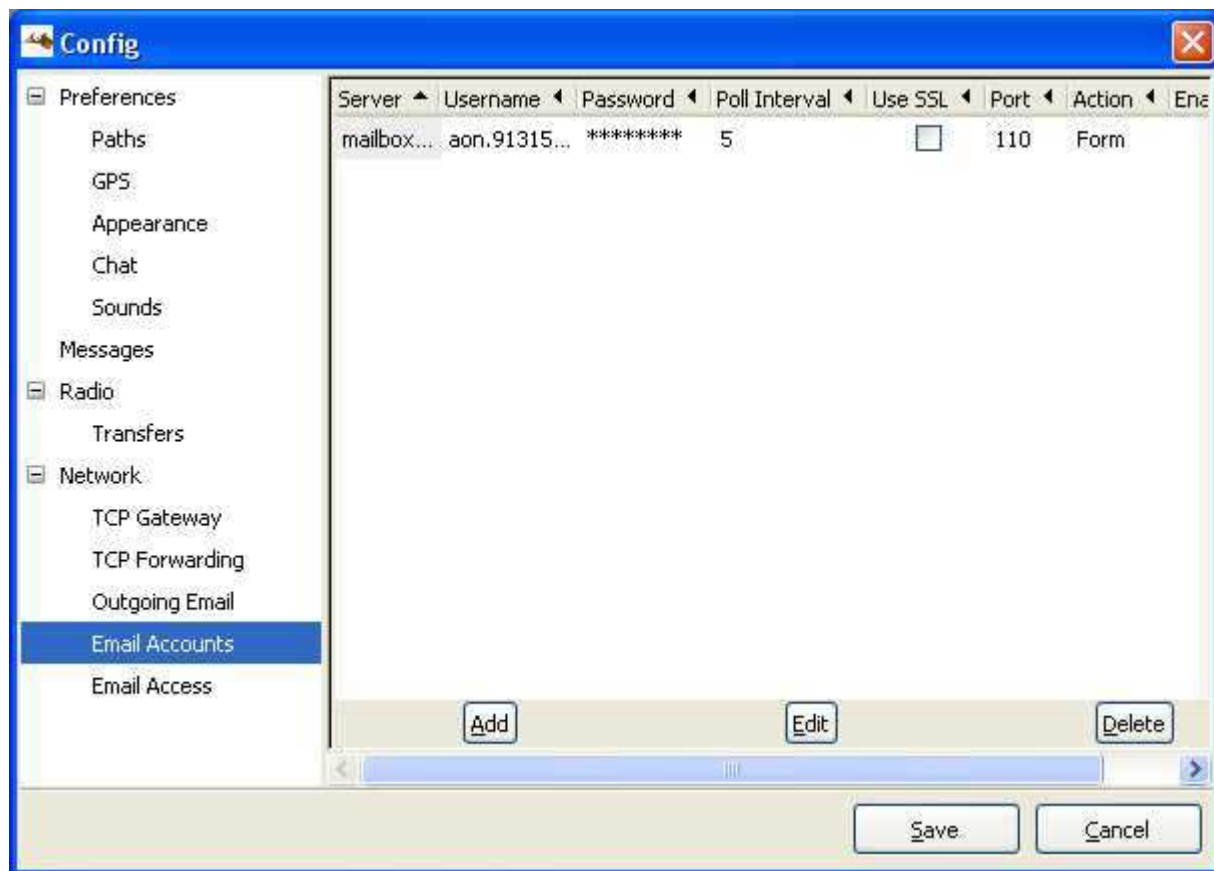 Config
Preferences
Paths
GPS
Appearance
Chat
Sounds
Messages
Radio
Transfers
Network
TCP Gateway
TCP Forwarding
Outgoing Email
Email Accounts
Email Access
Server Username Password Poll Interval Use SSL Port Action Ena
mailbox... aon.91315... ******** 5 110 Form
Add Edit Delete
Save Cancel